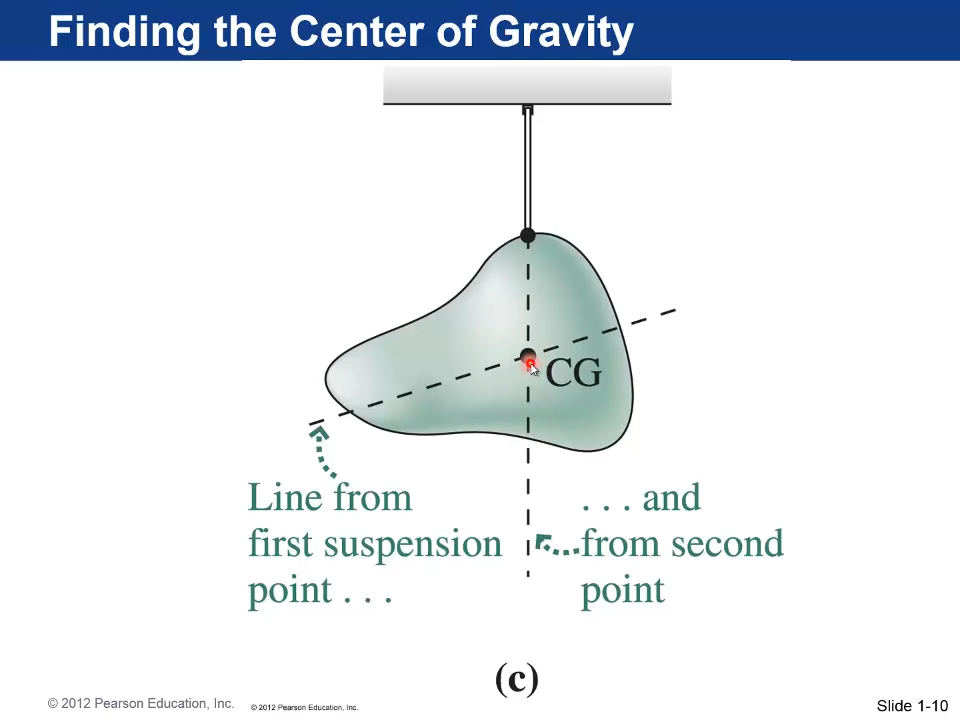 Finding the Center of Gravity
CG
Line from
first suspension
point . . .
. . . and
from second
point
(c)
© 2012 Pearson Education, Inc.
© 2012 Pearson Education, Inc.
Slide 1-10